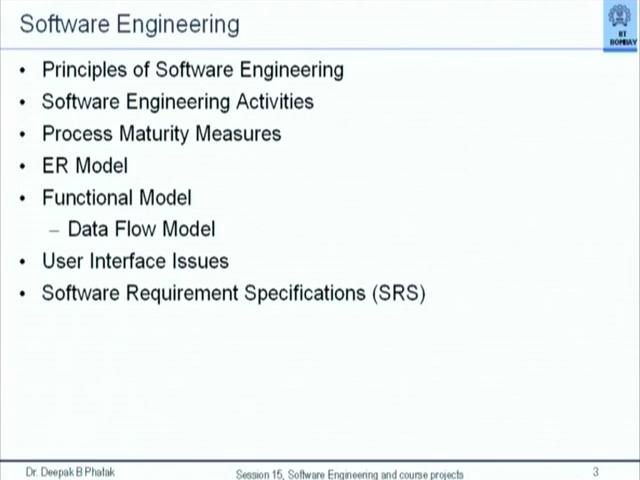 Software Engineering
IIT
BOMBAY
• Principles of Software Engineering
• Software Engineering Activities
• Process Maturity Measures
• ER Model
• Functional Model
– Data Flow Model
• User Interface Issues
• Software Requirement Specifications (SRS)
Dr. Deepak B Phatak
Session 15, Software Engineering and course projects
3